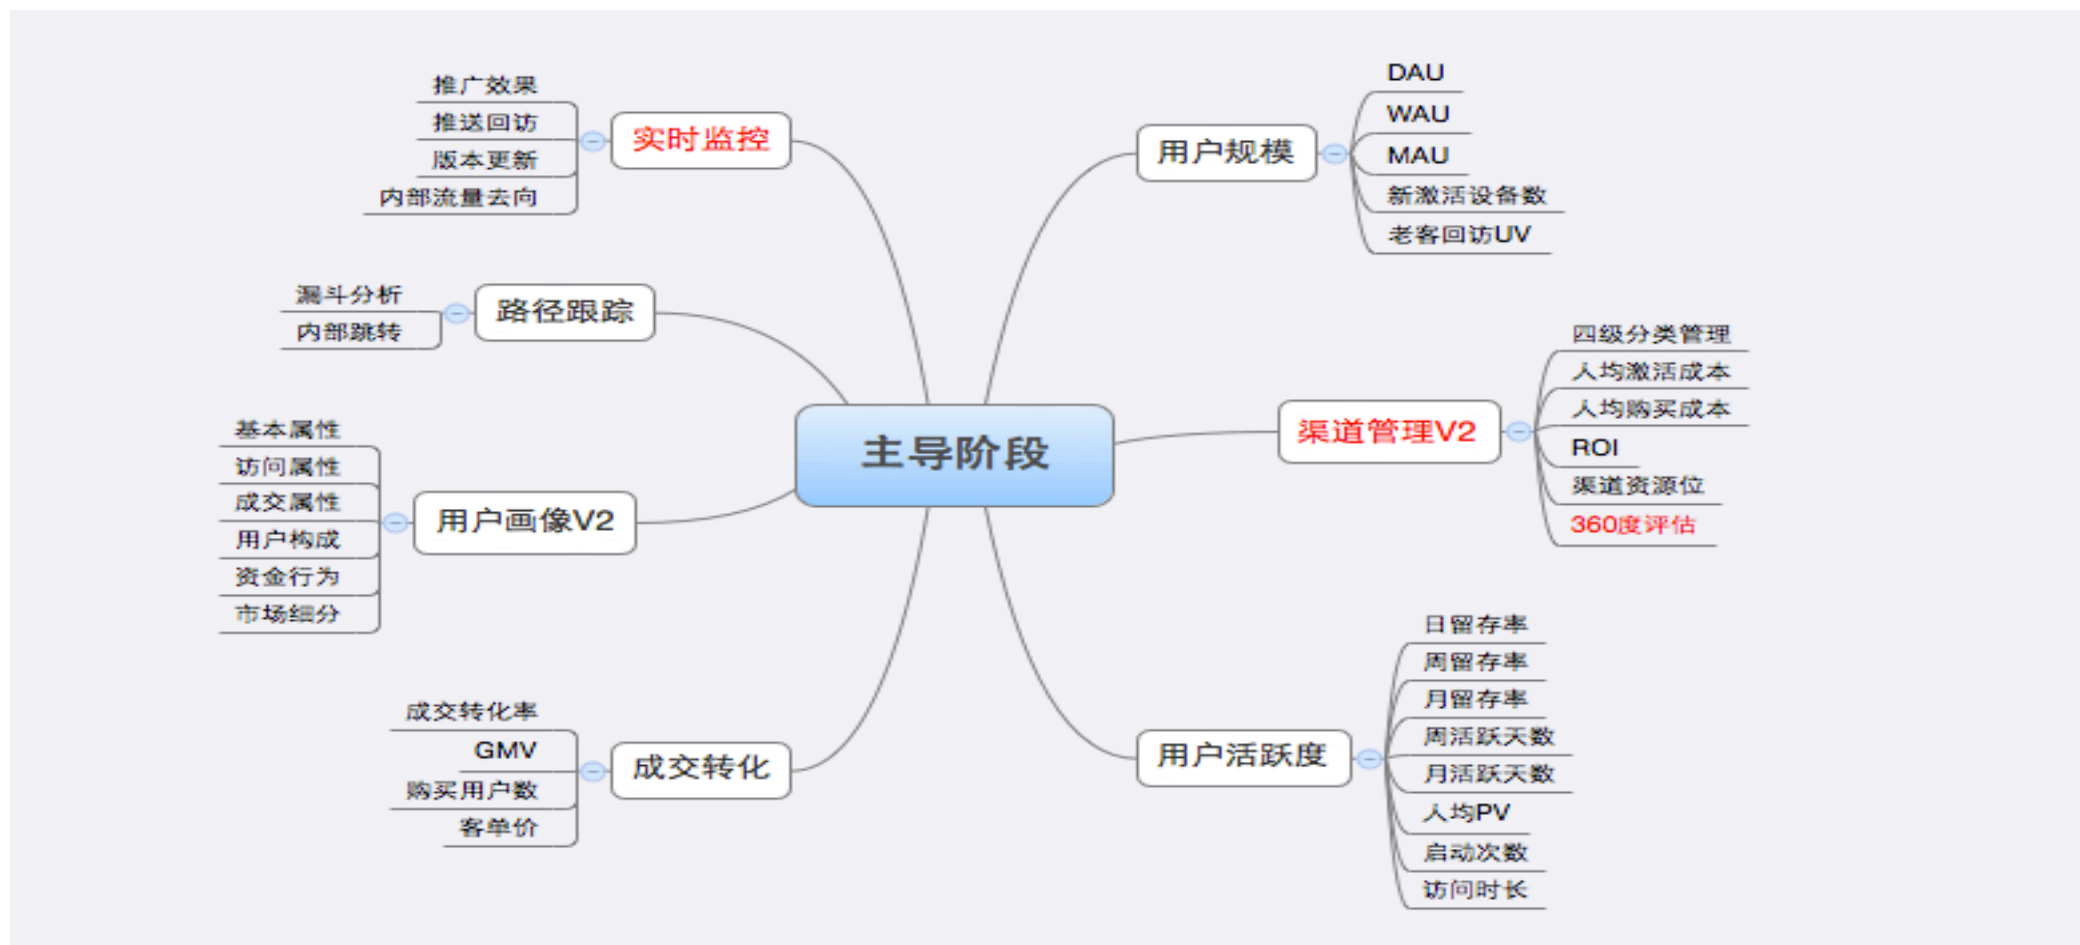 主导阶段
实时监控
推广效果
推送回访
版本更新
内部流量去向
路径跟踪
漏斗分析
内部跳转
用户画像V2
基本属性
访问属性
成交属性
用户构成
资金行为
市场细分
成交转化
成交转化率
GMV
购买用户数
客单价
用户规模
DAU
WAU
MAU
新激活设备数
老客回访UV
渠道管理V2
四级分类管理
人均激活成本
人均购买成本
ROI
渠道资源位
360度评估
用户活跃度
日留存率
周留存率
月留存率
周活跃天数
月活跃天数
人均PV
启动次数
访问时长